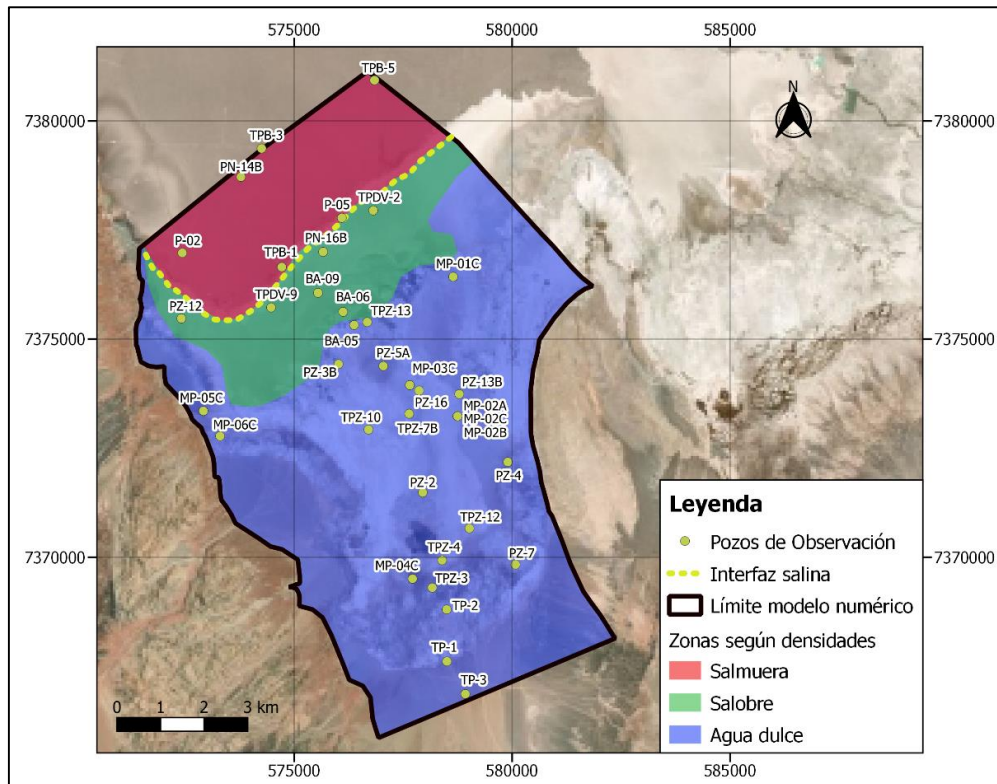 575000
580000
585000
TPB-5
N
7380000
7380000
TPB-3
PN-14B
TPDV-2
P-05
P-02
PN-16B
TPB-1
MP-01C
BA-09
PZ-12
TPDV-9
BA-06
TPZ-13
7375000
7375000
BA-05
PZ-5A
PZ-3B
MP-03C
PZ-13B
MP-05C
PZ-16
MP-02A
MP-02C
MP-02B
TPZ-10
TPZ-7B
MP-06C
PZ-4
PZ-2
TPZ-12
TPZ-4
PZ-7
7370000
7370000
MP-04C
TPZ-3
TP-2
TP-1
TP-3
Leyenda
Pozos de Observación
Interfaz salina
Límite modelo numérico
Zonas según densidades
Salmuera
Salobre
Agua dulce
0 1 2 3 km
575000
580000
585000